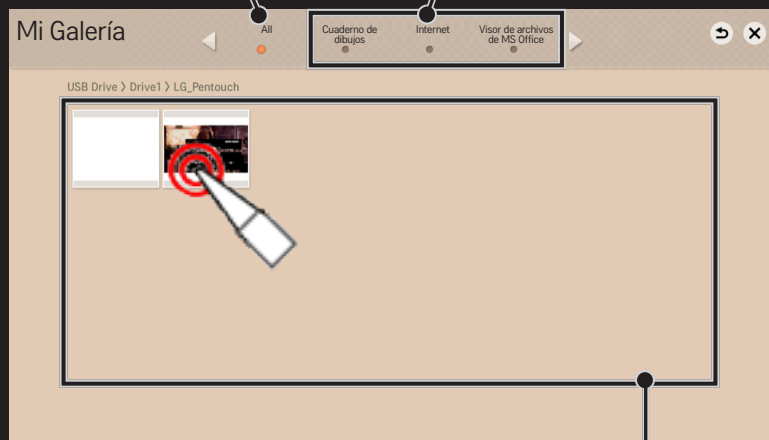 Mi Galería
All
Cuaderno de
dibujos
Internet
Visor de archivos
de MS Office
USB Drive > Drive1 > LG_Pentouch